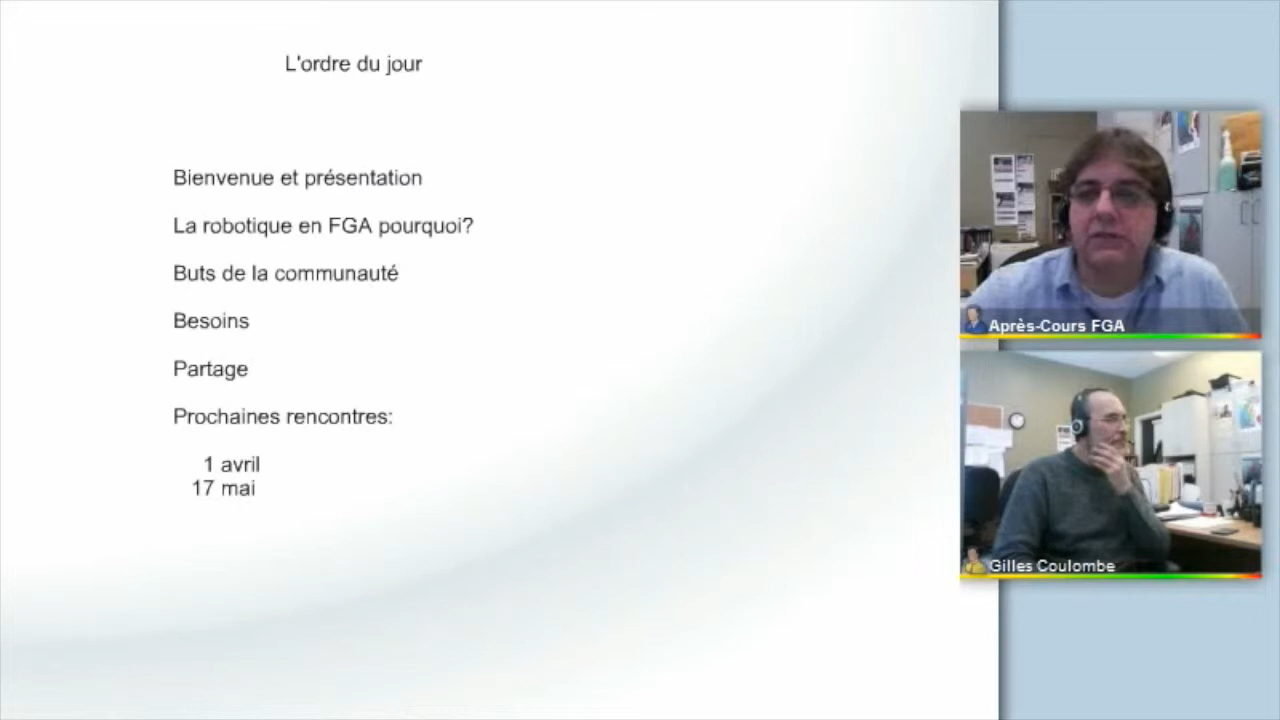 L'ordre du jour
Bienvenue et présentation
La robotique en FGA pourquoi?
Buts de la communauté
Besoins
Partage
Prochaines rencontres:
1 avril
17 mai
Après-Cours FGA
Gilles Coulombe